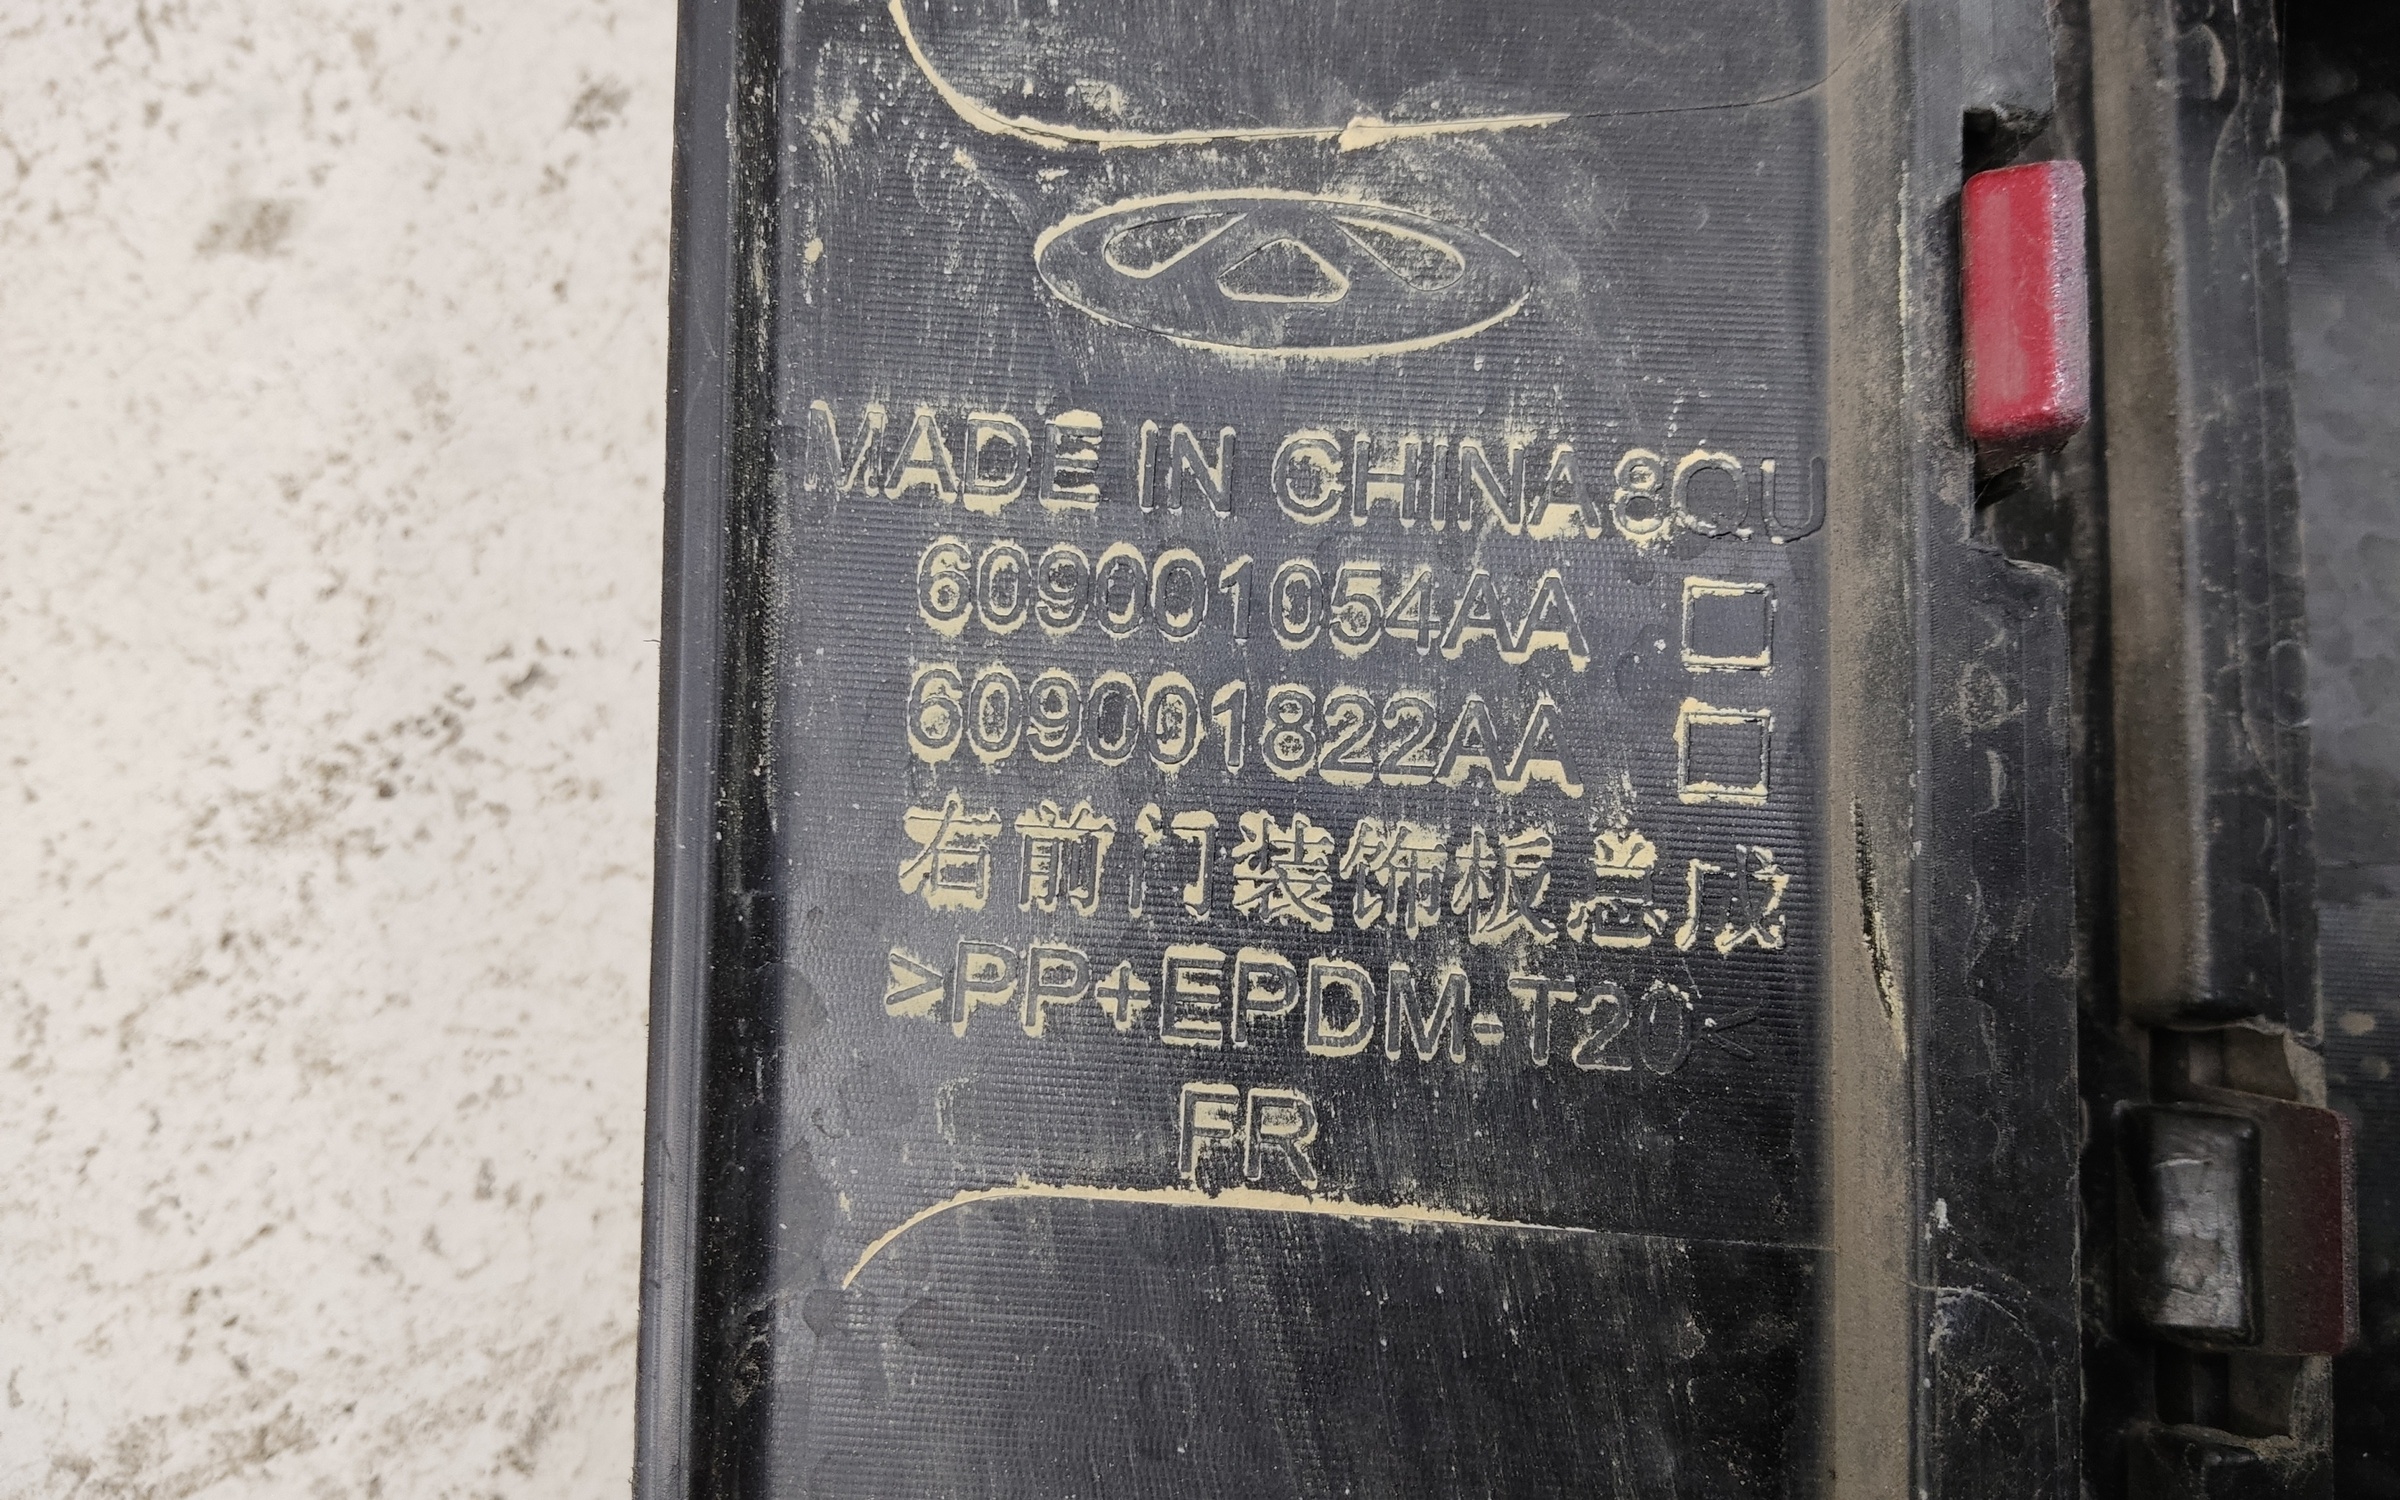 MADE IN CHINA 8QU
609001054AA □
609001822AA □
右前门装饰板总成
>PP+EPDM-T20<
FR